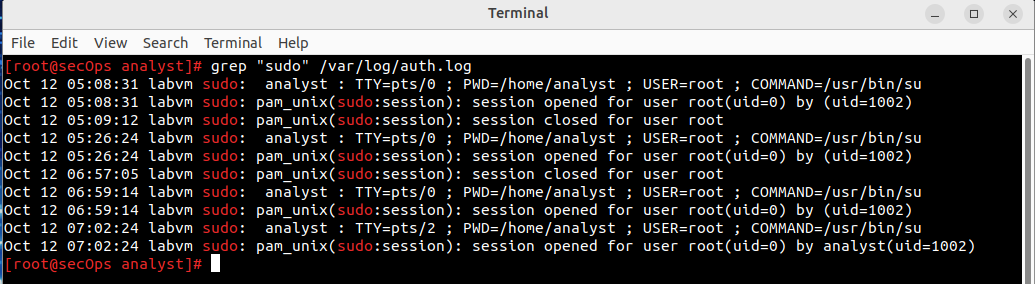 Terminal
File Edit View Search Terminal Help
[root@secOps analyst]# grep "sudo" /var/log/auth.log
Oct 12 05:08:31 labvm sudo:  analyst : TTY=pts/0 ; PWD=/home/analyst ; USER=root ; COMMAND=/usr/bin/su
Oct 12 05:08:31 labvm sudo: pam_unix(sudo:session): session opened for user root(uid=0) by (uid=1002)
Oct 12 05:09:12 labvm sudo: pam_unix(sudo:session): session closed for user root
Oct 12 05:26:24 labvm sudo:  analyst : TTY=pts/0 ; PWD=/home/analyst ; USER=root ; COMMAND=/usr/bin/su
Oct 12 05:26:24 labvm sudo: pam_unix(sudo:session): session opened for user root(uid=0) by (uid=1002)
Oct 12 06:57:05 labvm sudo: pam_unix(sudo:session): session closed for user root
Oct 12 06:59:14 labvm sudo:  analyst : TTY=pts/0 ; PWD=/home/analyst ; USER=root ; COMMAND=/usr/bin/su
Oct 12 06:59:14 labvm sudo: pam_unix(sudo:session): session opened for user root(uid=0) by (uid=1002)
Oct 12 07:02:24 labvm sudo:  analyst : TTY=pts/2 ; PWD=/home/analyst ; USER=root ; COMMAND=/usr/bin/su
Oct 12 07:02:24 labvm sudo: pam_unix(sudo:session): session opened for user root(uid=0) by analyst(uid=1002)
[root@secOps analyst]#